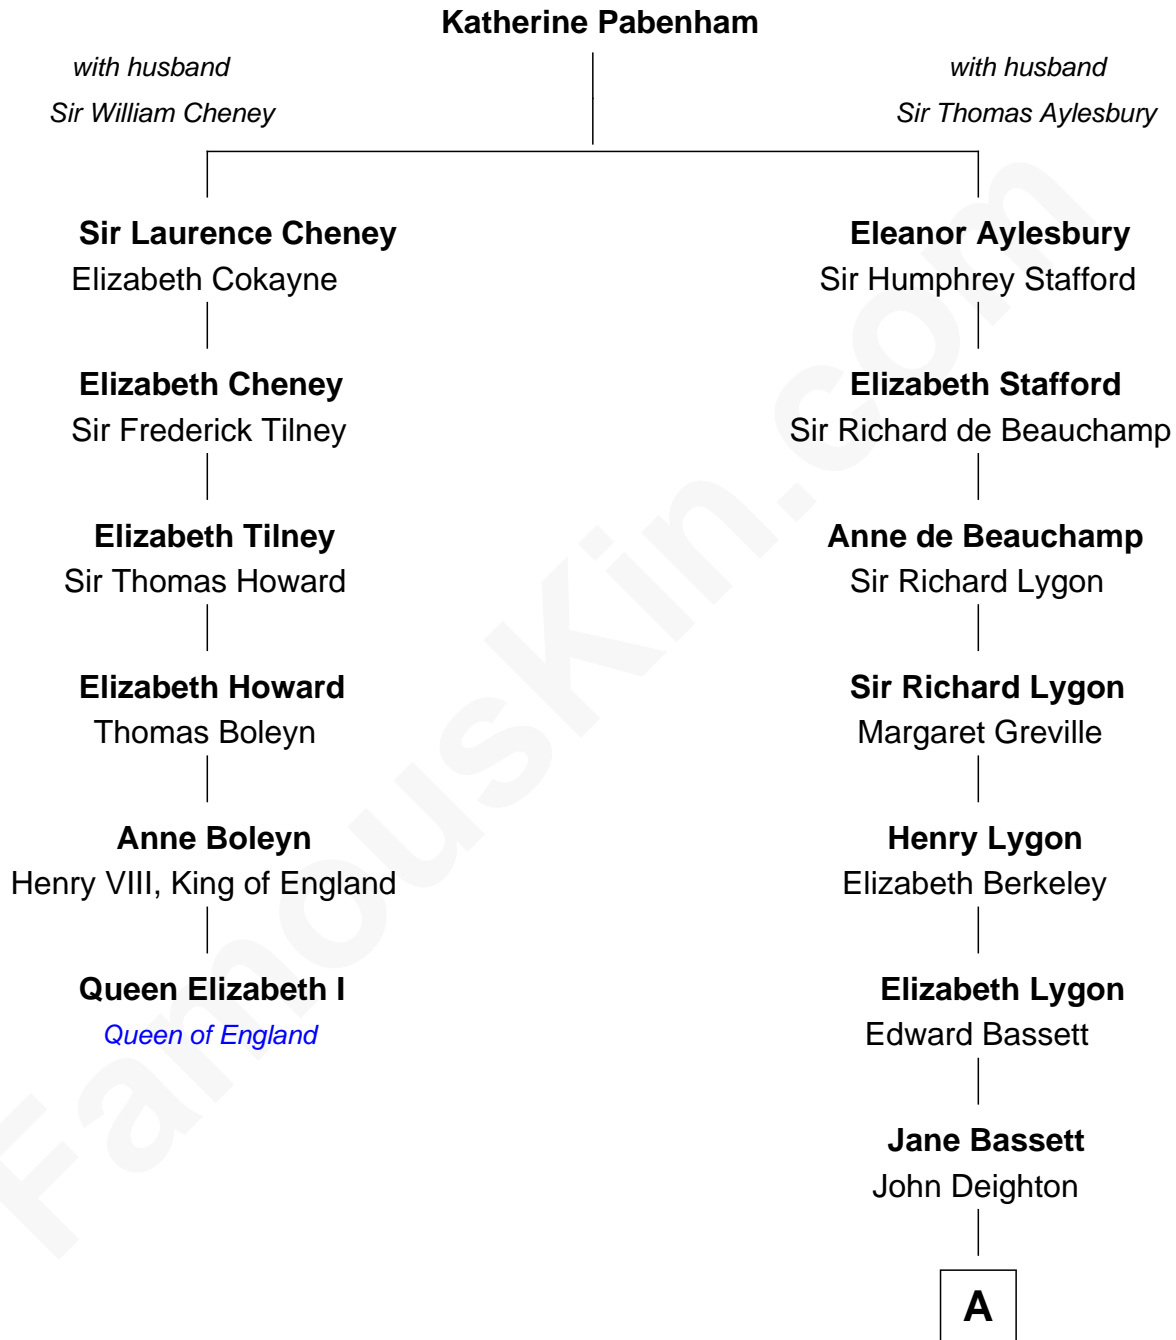 Katherine Pabenham
with husband
Sir William Cheney
with husband
Sir Thomas Aylesbury
Sir Laurence Cheney
Elizabeth Cokayne
Elizabeth Cheney
Sir Frederick Tilney
Elizabeth Tilney
Sir Thomas Howard
Elizabeth Howard
Thomas Boleyn
Anne Boleyn
Henry VIII, King of England
Queen Elizabeth I
Queen of England
Eleanor Aylesbury
Sir Humphrey Stafford
Elizabeth Stafford
Sir Richard de Beauchamp
Anne de Beauchamp
Sir Richard Lygon
Sir Richard Lygon
Margaret Greville
Henry Lygon
Elizabeth Berkeley
Elizabeth Lygon
Edward Bassett
Jane Bassett
John Deighton
A
FamousKin.com